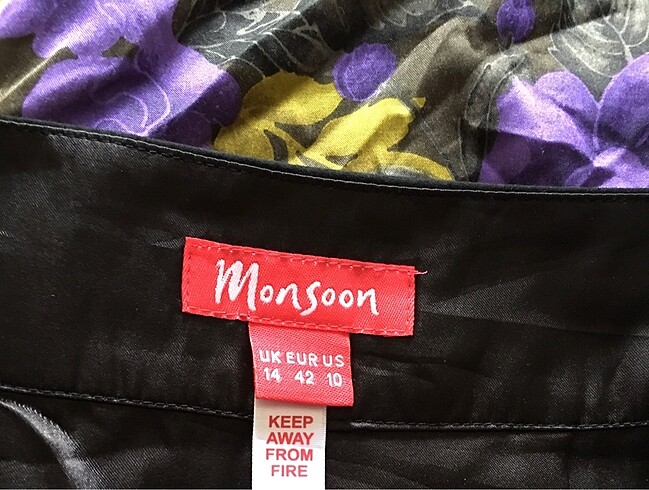 Monsoon
UK EUR US
14 42 10
KEEP
AWAY
FROM
FIRE